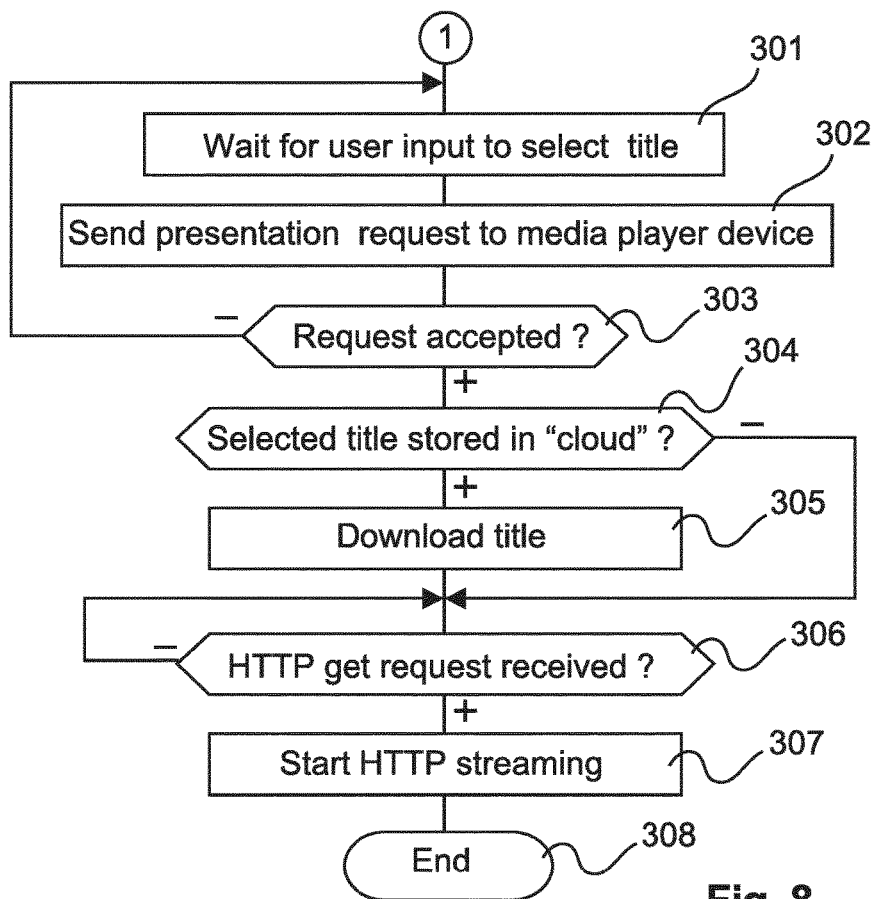 1
301
Wait for user input to select title
302
Send presentation request to media player device
303
– Request accepted ?
+
304
Selected title stored in “cloud” ? –
+
305
Download title
306
– HTTP get request received ?
+
307
Start HTTP streaming
308
End
Fig. 8